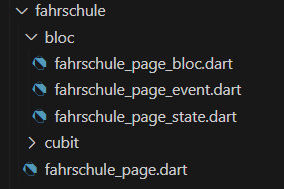 fahrschule
bloc
fahrschule_page_bloc.dart
fahrschule_page_event.dart
fahrschule_page_state.dart
cubit
fahrschule_page.dart